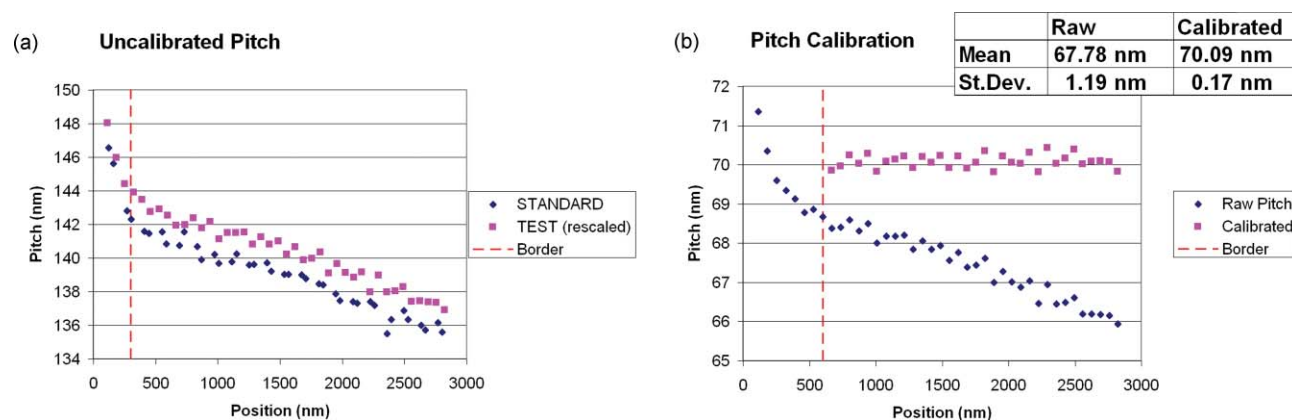 (a) Uncalibrated Pitch
Pitch (nm)
150
148
146
144
142
140
138
136
134
0 500 1000 1500 2000 2500 3000
Position (nm)
STANDARD
TEST (rescaled)
Border
(b) Pitch Calibration
Raw Calibrated
Mean 67.78 nm 70.09 nm
St.Dev. 1.19 nm 0.17 nm
Pitch (nm)
72
71
70
69
68
67
66
65
0 500 1000 1500 2000 2500 3000
Position (nm)
Raw Pitch
Calibrated
Border